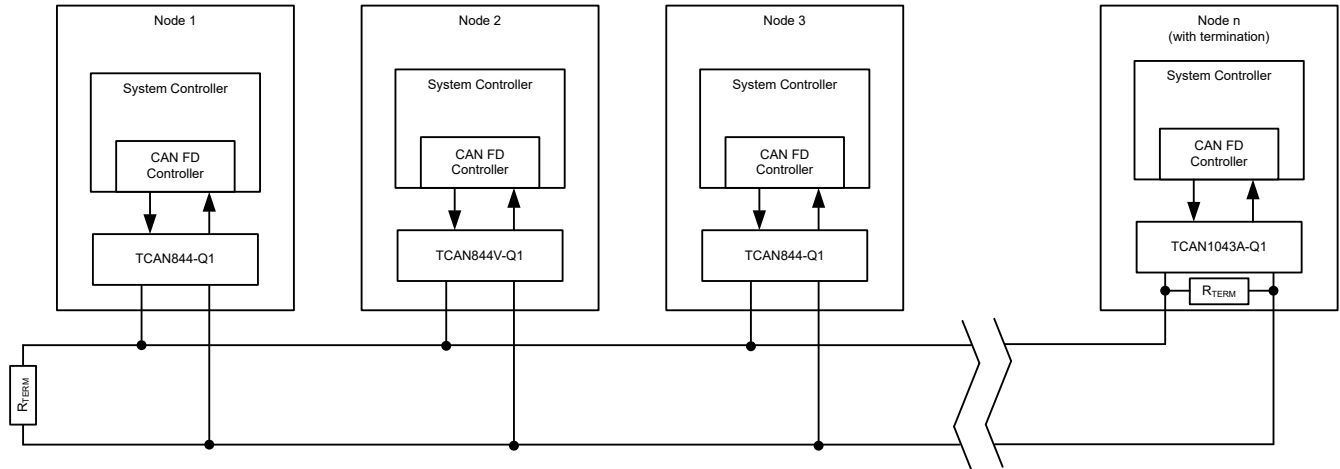 Node 1
System Controller
CAN FD
Controller
TCAN844-Q1
Node 2
System Controller
CAN FD
Controller
TCAN844V-Q1
Node 3
System Controller
CAN FD
Controller
TCAN844-Q1
Node n
(with termination)
System Controller
CAN FD
Controller
TCAN1043A-Q1
RTERM
RTERM